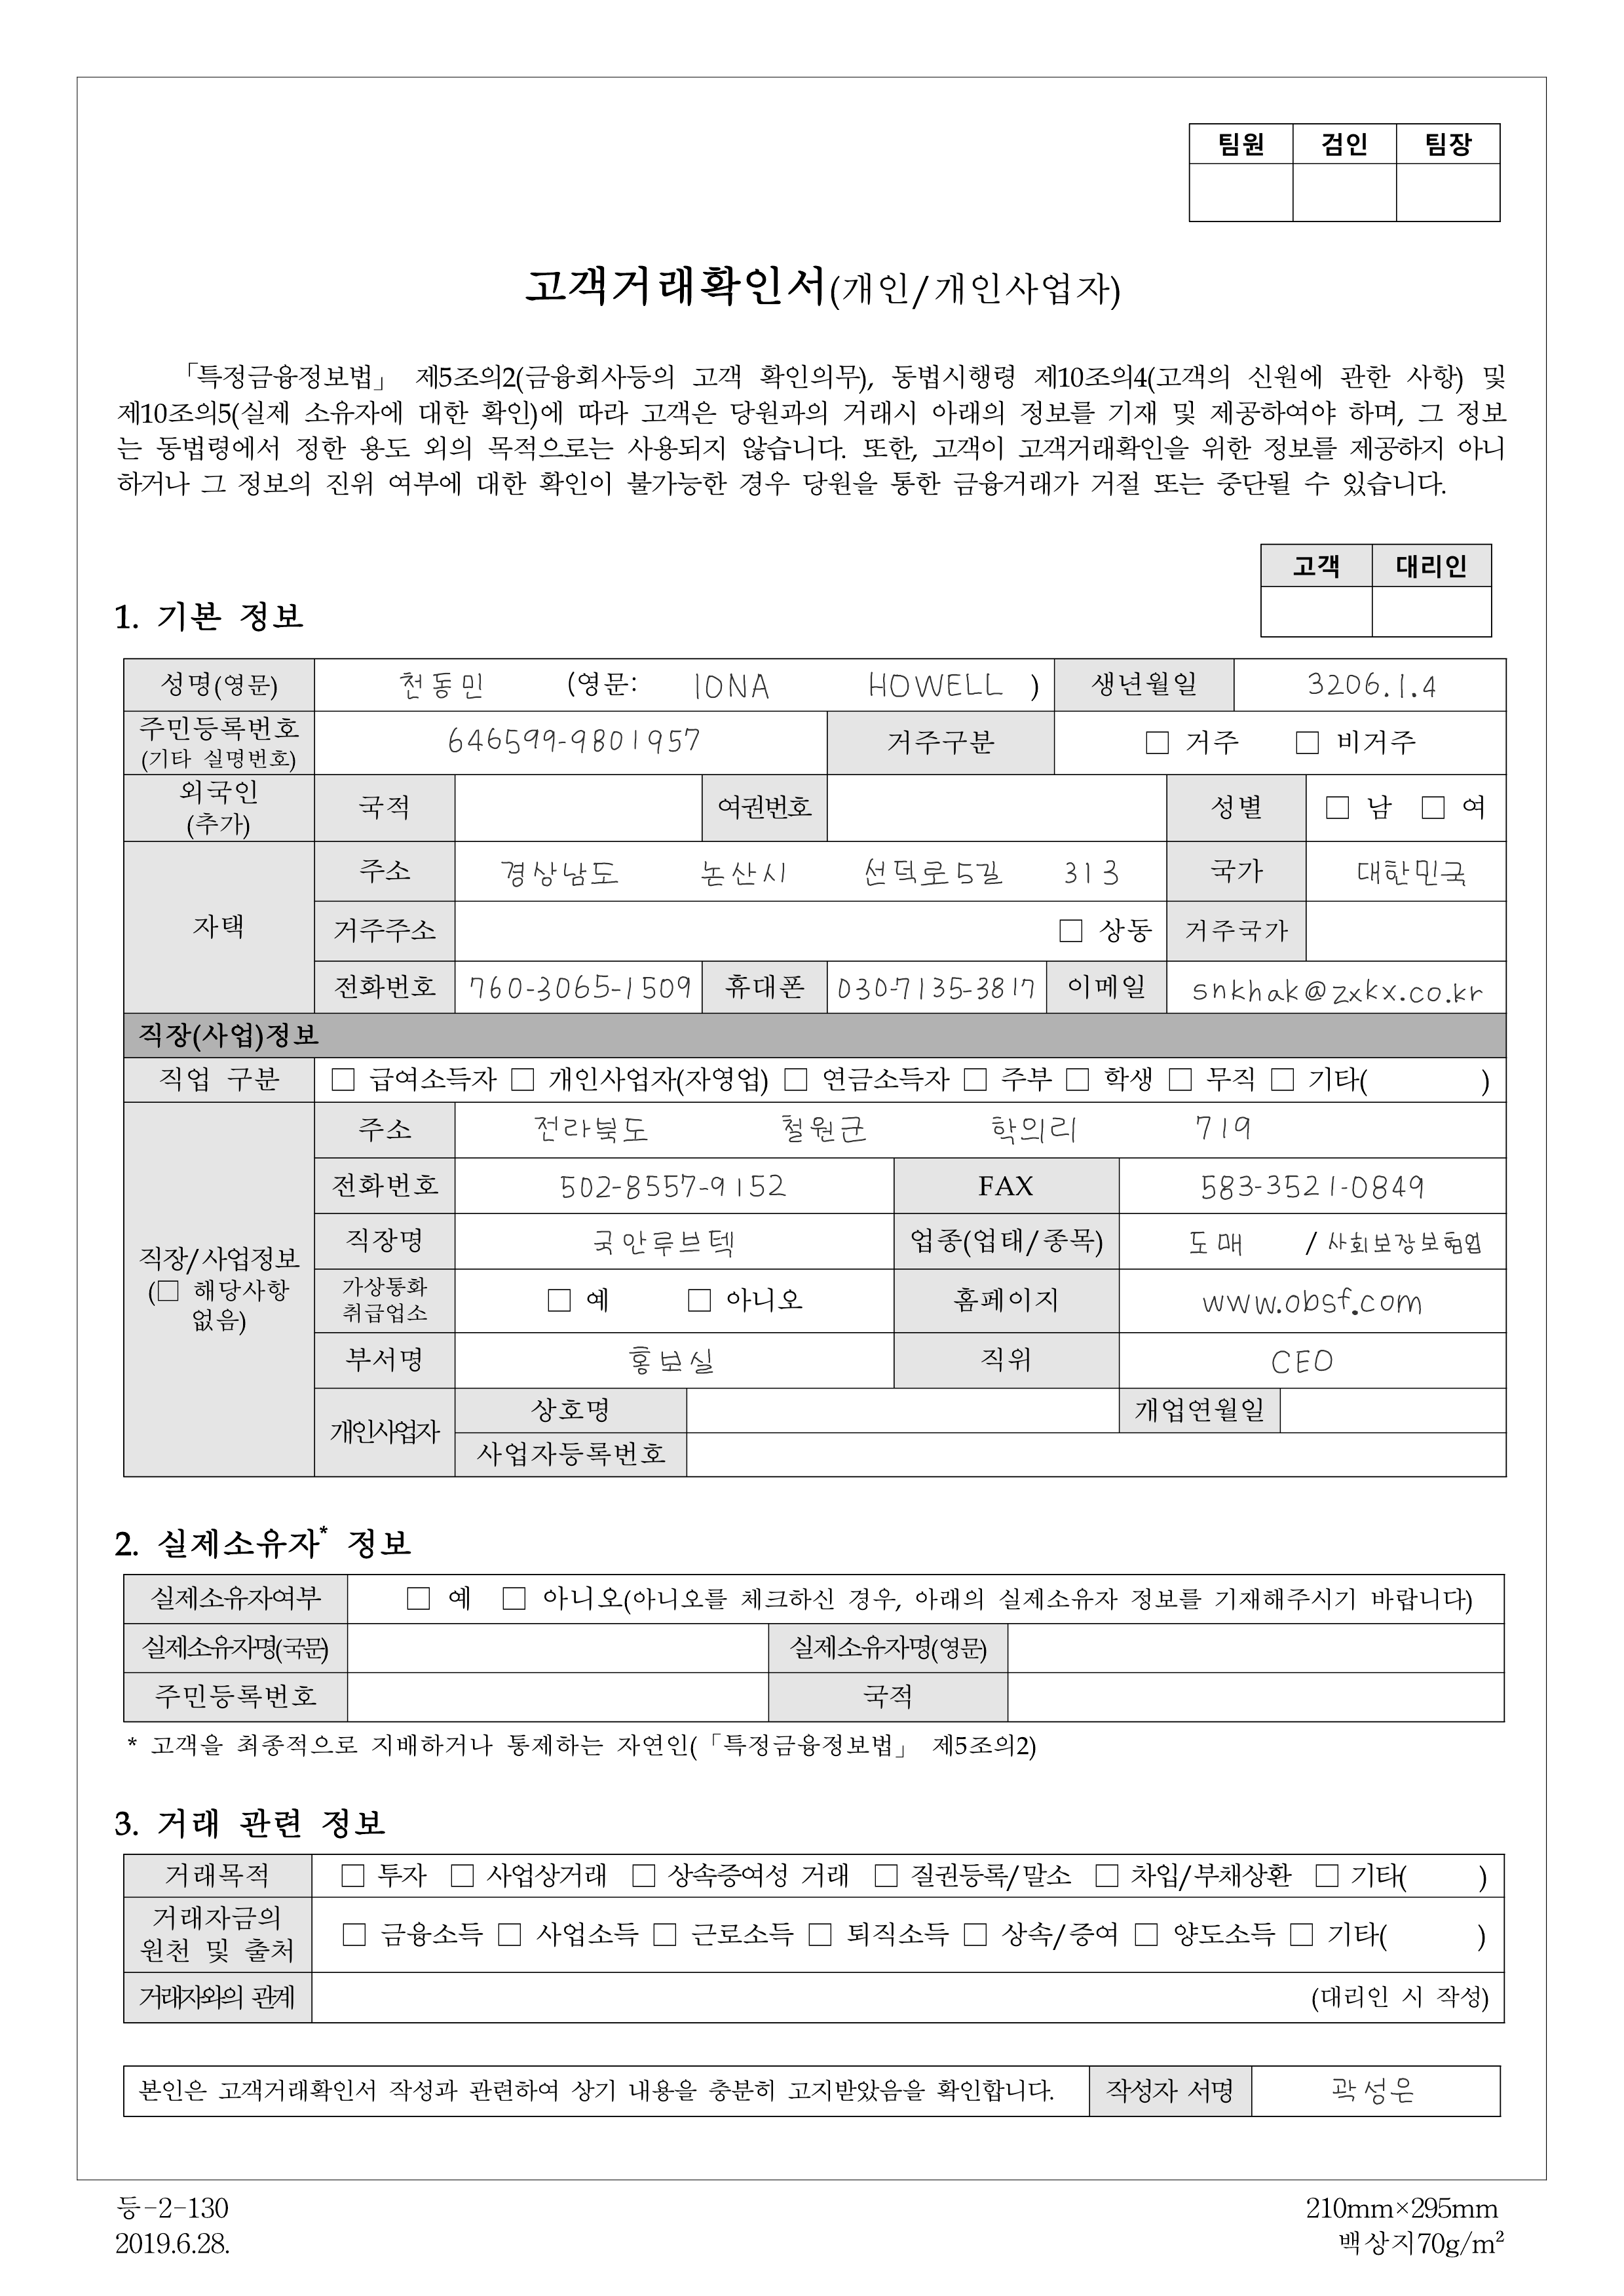 팀원 검인 팀장
고객거래확인서(개인/개인사업자)
「특정금융정보법」 제5조의2(금융회사등의 고객 확인의무), 동법시행령 제10조의4(고객의 신원에 관한 사항) 및
제10조의5(실제 소유자에 대한 확인)에 따라 고객은 당원과의 거래시 아래의 정보를 기재 및 제공하여야 하며, 그 정보
는 동법령에서 정한 용도 외의 목적으로는 사용되지 않습니다. 또한, 고객이 고객거래확인을 위한 정보를 제공하지 아니
하거나 그 정보의 진위 여부에 대한 확인이 불가능한 경우 당원을 통한 금융거래가 거절 또는 중단될 수 있습니다.
고객 대리인
1. 기본 정보
성명(영문) 천동민 (영문: IONA HOWELL ) 생년월일 3206.1.4
주민등록번호 (기타 실명번호) 646599-9801957 거주구분 □ 거주 □ 비거주
외국인 (추가) 국적 여권번호 성별 □ 남 □ 여
자택 주소 경상남도 논산시 선덕로5길 313 국가 대한민국
거주주소 □ 상동 거주국가
전화번호 760-3065-1509 휴대폰 030-7135-3817 이메일 snkhak@zxkx.co.kr
직장(사업)정보
직업 구분 □ 급여소득자 □ 개인사업자(자영업) □ 연금소득자 □ 주부 □ 학생 □ 무직 □ 기타( )
직장/사업정보 (□ 해당사항 없음) 주소 전라북도 철원군 학의리 719
전화번호 502-8557-9152 FAX 583-3521-0849
직장명 국안루브텍 업종(업태/종목) 도매 / 사회보장보험업
가상통화 취급업소 □ 예 □ 아니오 홈페이지 www.obsf.com
부서명 홍보실 직위 CEO
개인사업자 상호명 개업연월일
사업자등록번호
2. 실제소유자* 정보
실제소유자여부 □ 예 □ 아니오(아니오를 체크하신 경우, 아래의 실제소유자 정보를 기재해주시기 바랍니다)
실제소유자명(국문) 실제소유자명(영문)
주민등록번호 국적
* 고객을 최종적으로 지배하거나 통제하는 자연인(「특정금융정보법」 제5조의2)
3. 거래 관련 정보
거래목적 □ 투자 □ 사업상거래 □ 상속증여성 거래 □ 질권등록/말소 □ 차입/부채상환 □ 기타( )
거래자금의 원천 및 출처 □ 금융소득 □ 사업소득 □ 근로소득 □ 퇴직소득 □ 상속/증여 □ 양도소득 □ 기타( )
거래자와의 관계 (대리인 시 작성)
본인은 고객거래확인서 작성과 관련하여 상기 내용을 충분히 고지받았음을 확인합니다. 작성자 서명 곽성은
등-2-130 210mm×295mm
2019.6.28. 백상지70g/m²